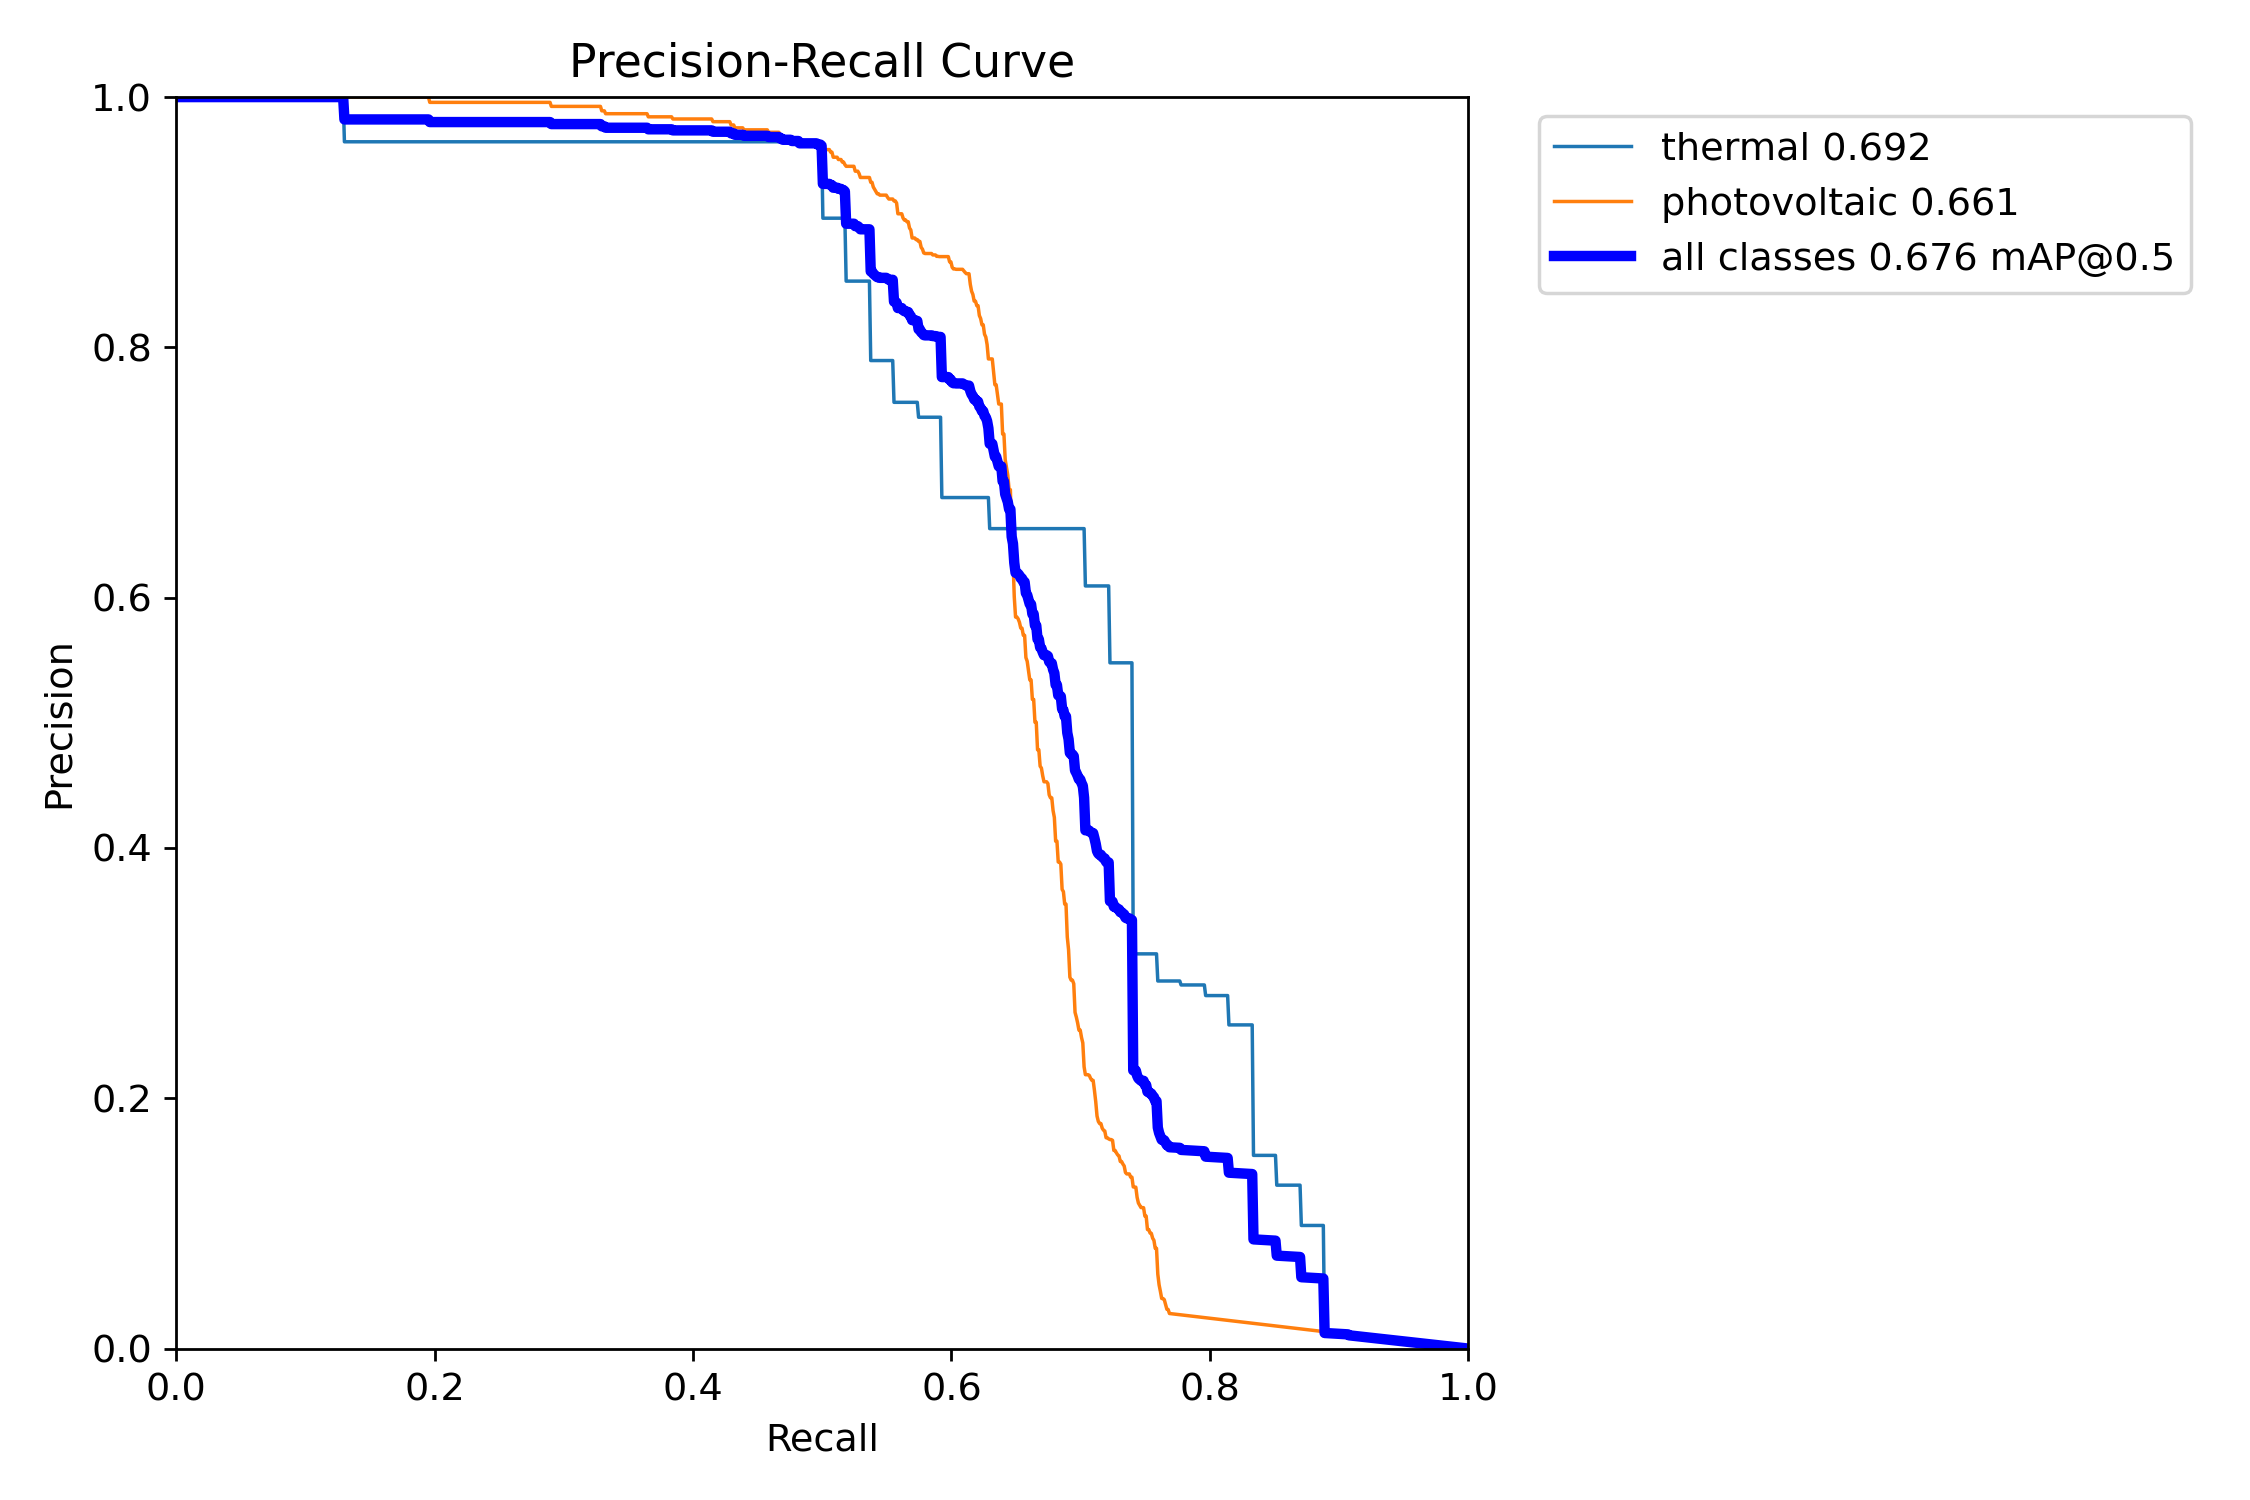 Precision-Recall Curve
1.0
0.8
0.6
0.4
0.2
0.0
Precision
0.0 0.2 0.4 0.6 0.8 1.0
Recall
thermal 0.692
photovoltaic 0.661
all classes 0.676 mAP@0.5